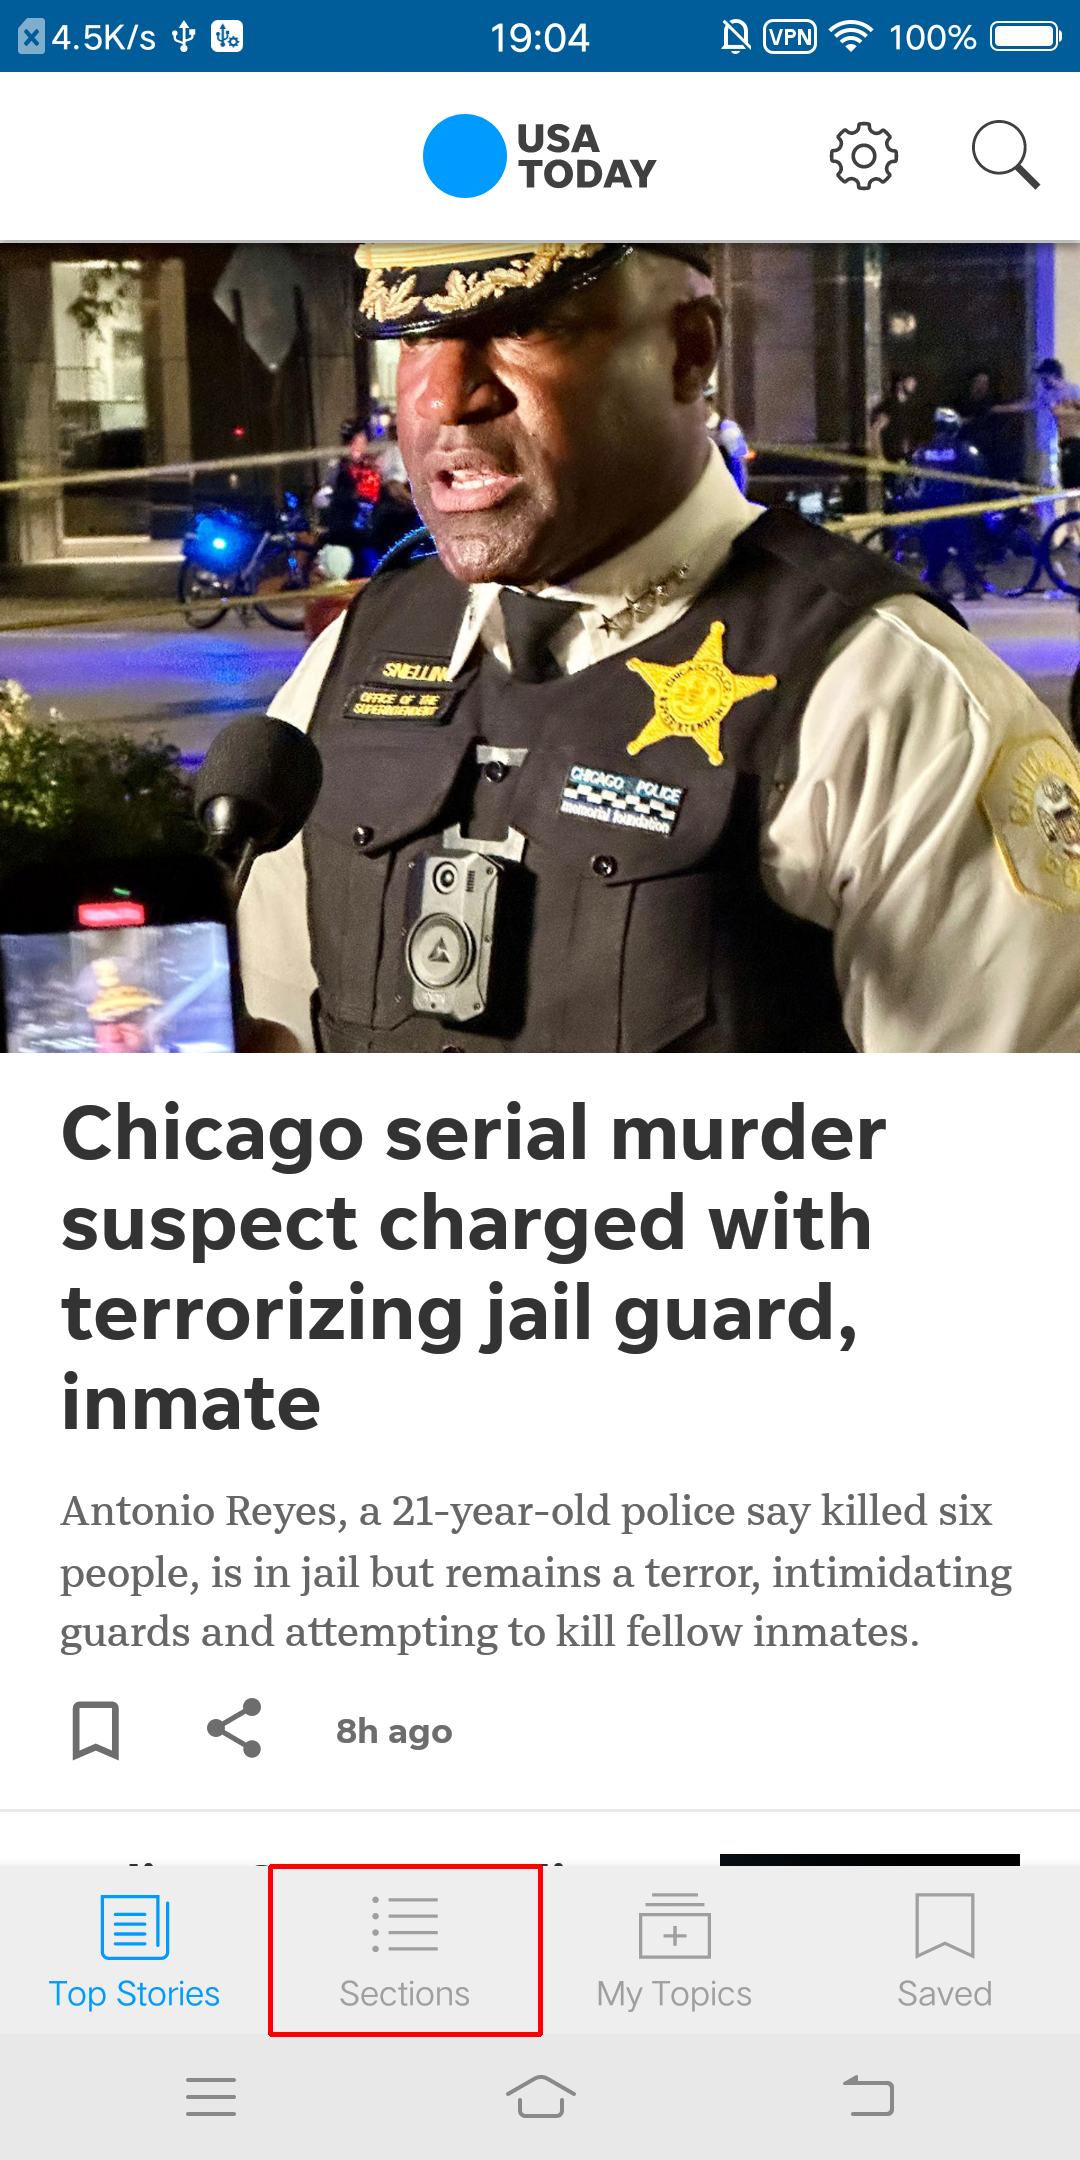 4.5K/s
19:04
VPN
100%
USA
TODAY
SNELLIN
OFFICE OF THE
SUPERINTENDENT
CHICAGO POLICE
CHICAGO POLICE
memorial foundation
Chicago serial murder
suspect charged with
terrorizing jail guard,
inmate
Antonio Reyes, a 21-year-old police say killed six
people, is in jail but remains a terror, intimidating
guards and attempting to kill fellow inmates.
8h ago
Top Stories
Sections
My Topics
Saved